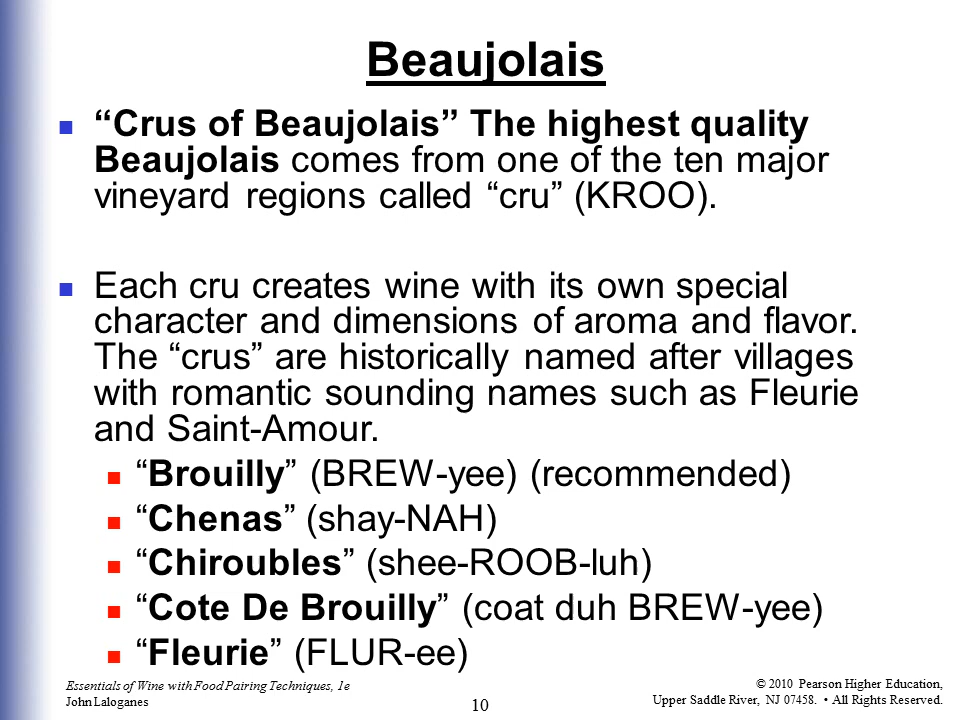 Beaujolais
“Crus of Beaujolais” The highest quality
Beaujolais comes from one of the ten major
vineyard regions called “cru” (KROO).
Each cru creates wine with its own special
character and dimensions of aroma and flavor.
The “crus” are historically named after villages
with romantic sounding names such as Fleurie
and Saint-Amour.
“Brouilly” (BREW-yee) (recommended)
“Chenas” (shay-NAH)
“Chiroubles” (shee-ROOB-luh)
“Cote De Brouilly” (coat duh BREW-yee)
“Fleurie” (FLUR-ee)
Essentials of Wine with Food Pairing Techniques, 1e
John Laloganes
10
© 2010 Pearson Higher Education,
Upper Saddle River, NJ 07458. • All Rights Reserved.